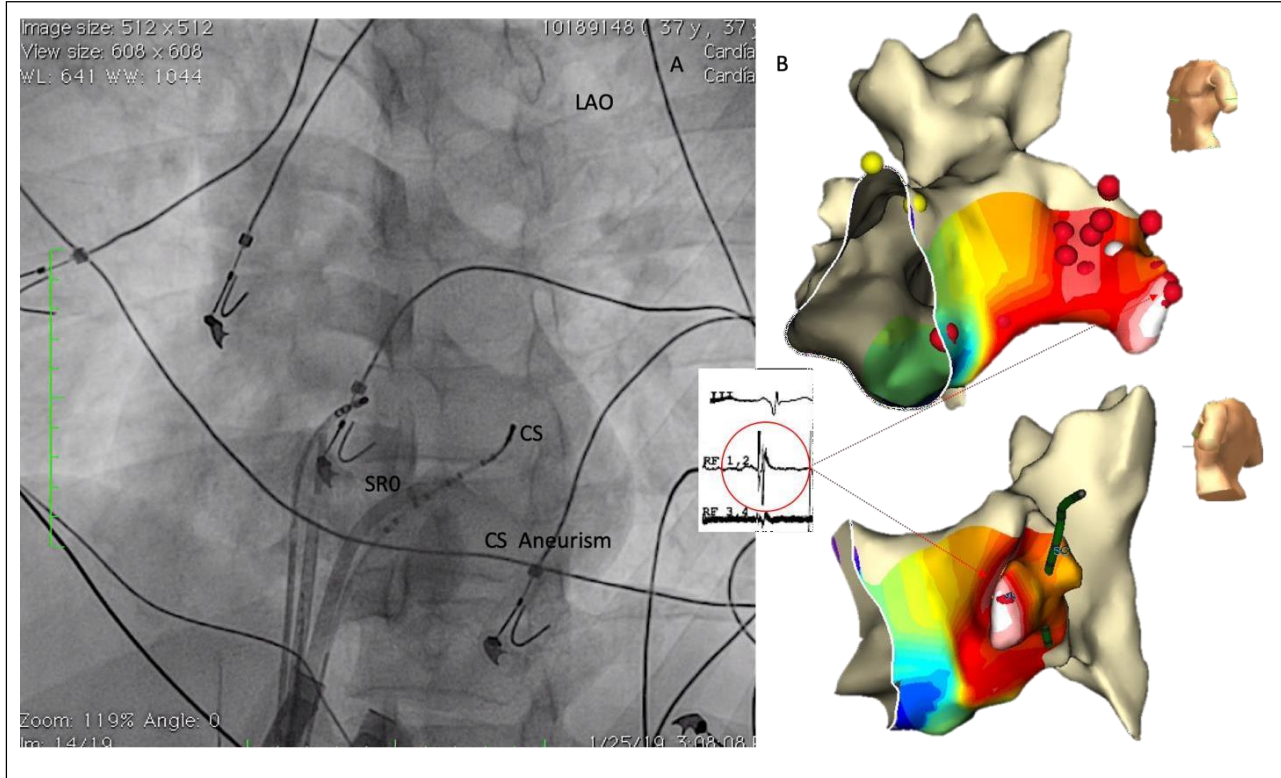 Image size: 512 x 512
View size: 608 x 608
WL: 641 WW: 1044
10189148 ( 37 y , 37 y
Cardía
Cardía
A
LAO
CS
SR0
CS Aneurism
Zoom: 119% Angle: 0
Im: 14/19
1/25/19 3:08:08 P
B
III
RF 1,2
RF 3,4